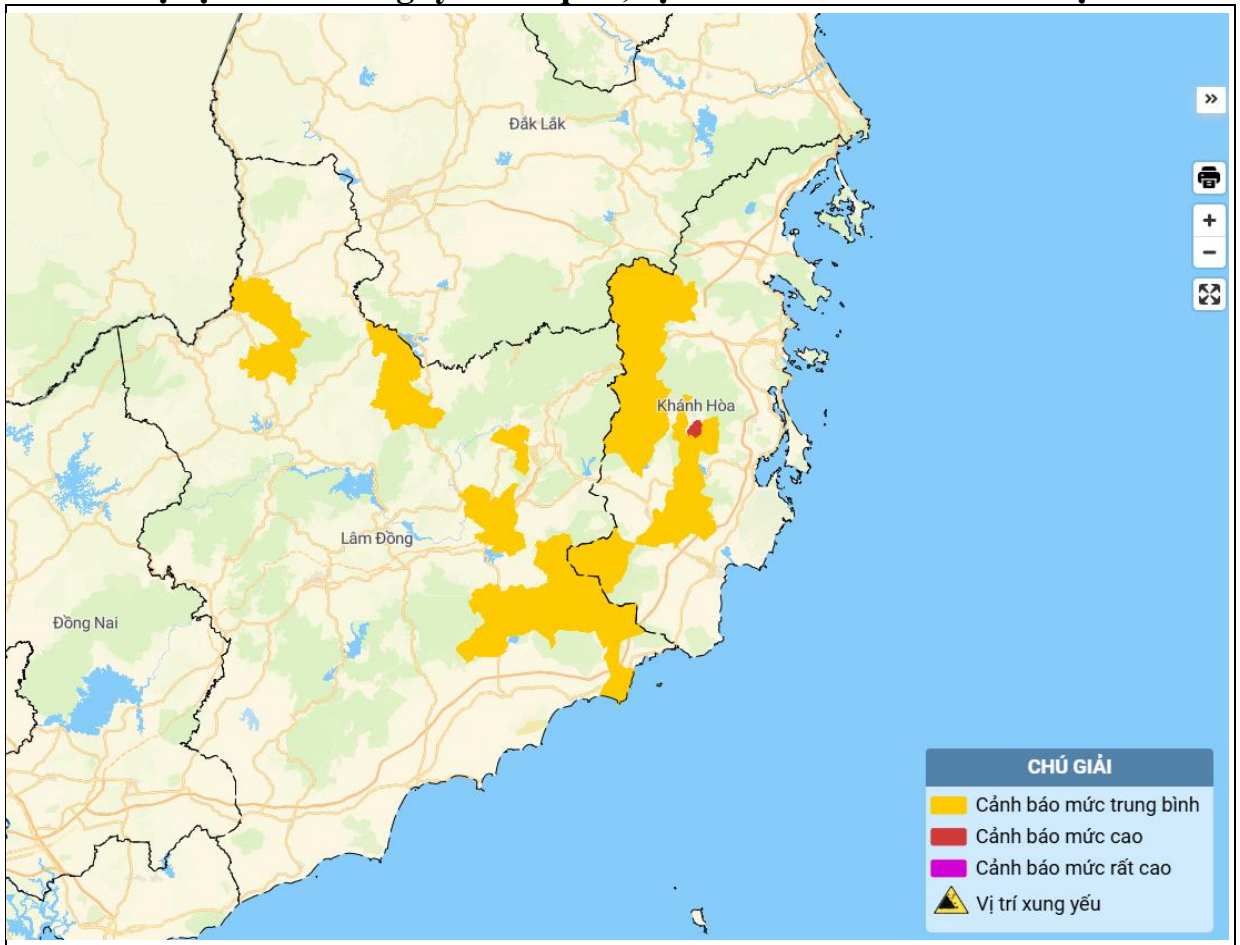 Đắk Lắk
»
+
−
Khánh Hòa
Lâm Đồng
Đồng Nai
CHÚ GIẢI
Cảnh báo mức trung bình
Cảnh báo mức cao
Cảnh báo mức rất cao
Vị trí xung yếu